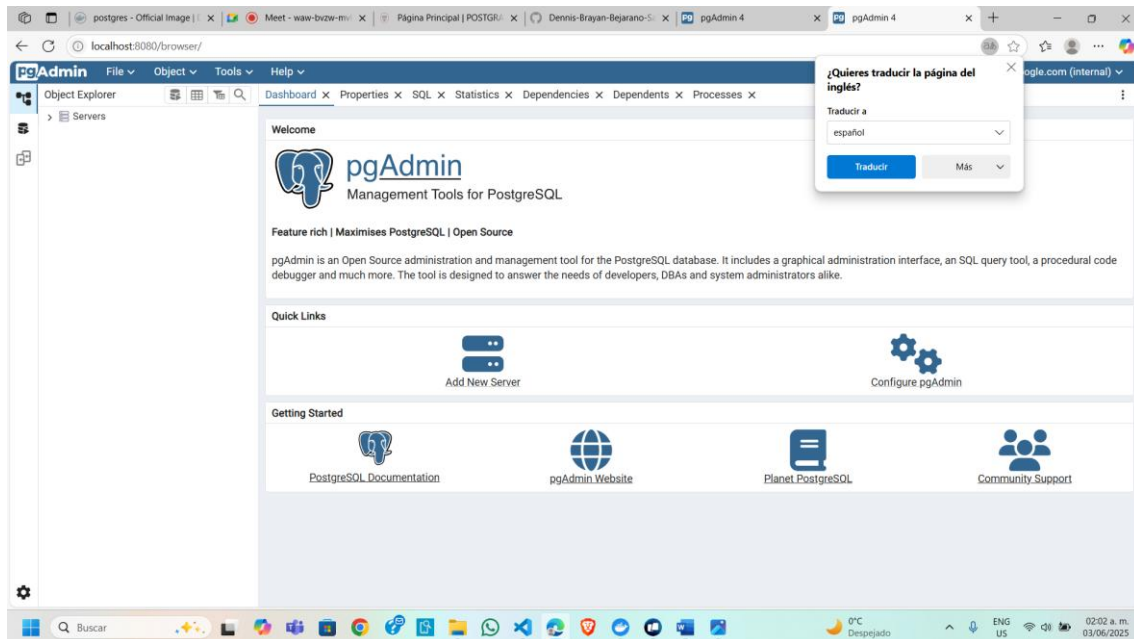 postgres - Official Image |
Meet - waw-bvzw-mv
Página Principal | POSTGR
Dennis-Brayan-Bejarano-S
pgAdmin 4
pgAdmin 4
localhost:8080/browser/
pgAdmin File Object Tools Help
ogle.com (internal)
¿Quieres traducir la página del
inglés?
Traducir a
español
Traducir Más
Object Explorer
Dashboard Properties SQL Statistics Dependencies Dependents Processes
Servers
Welcome
pgAdmin
Management Tools for PostgreSQL
Feature rich | Maximises PostgreSQL | Open Source
pgAdmin is an Open Source administration and management tool for the PostgreSQL database. It includes a graphical administration interface, an SQL query tool, a procedural code
debugger and much more. The tool is designed to answer the needs of developers, DBAs and system administrators alike.
Quick Links
Add New Server Configure pgAdmin
Getting Started
PostgreSQL Documentation pgAdmin Website Planet PostgreSQL Community Support
Buscar
0°C
Despejado
ENG
US
02:02 a. m.
03/06/2025